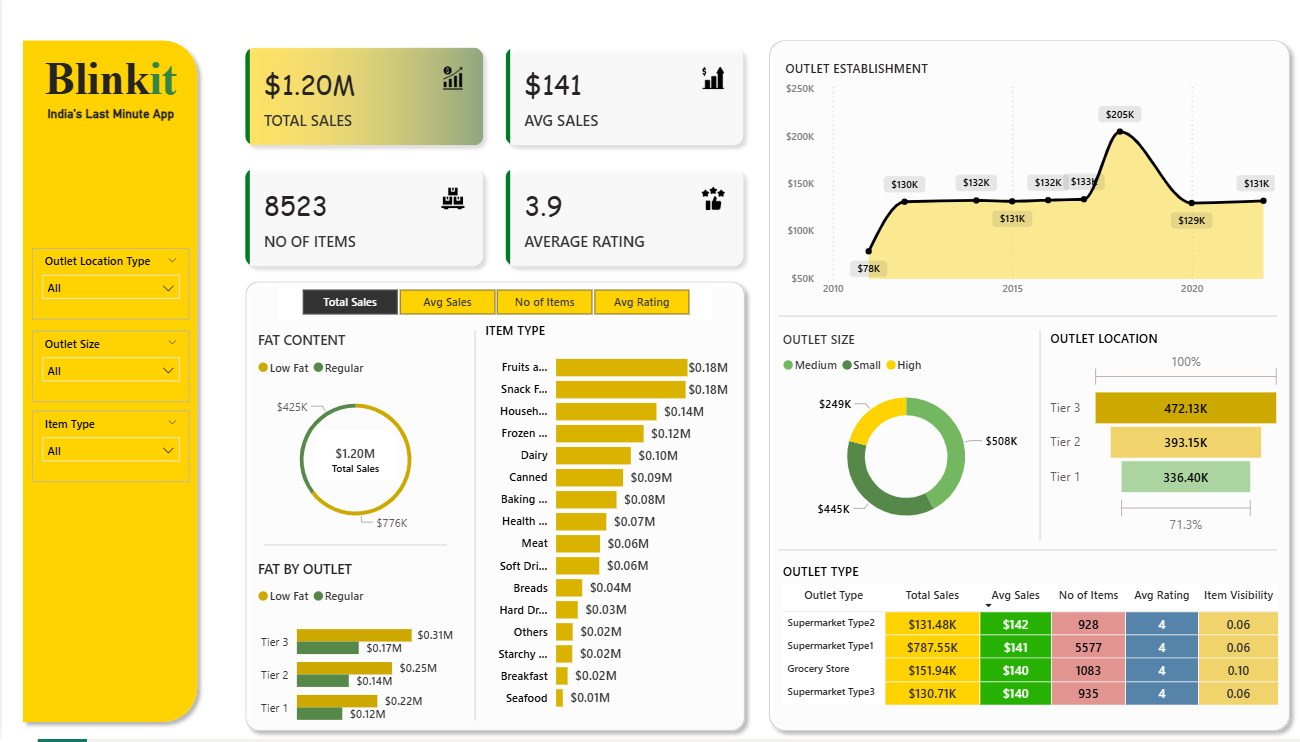 Blinkit
India's Last Minute App
Outlet Location Type
All
Outlet Size
All
Item Type
All
$1.20M
TOTAL SALES
$141
AVG SALES
8523
NO OF ITEMS
3.9
AVERAGE RATING
Total Sales Avg Sales No of Items Avg Rating
FAT CONTENT
Low Fat Regular
$425K
$1.20M
Total Sales
$776K
FAT BY OUTLET
Low Fat Regular
Tier 3 $0.31M
$0.17M
Tier 2 $0.25M
$0.14M
Tier 1 $0.22M
$0.12M
ITEM TYPE
Fruits a... $0.18M
Snack F... $0.18M
Househ... $0.14M
Frozen ... $0.12M
Dairy $0.10M
Canned $0.09M
Baking ... $0.08M
Health ... $0.07M
Meat $0.06M
Soft Dri... $0.06M
Breads $0.04M
Hard Dr... $0.03M
Others $0.02M
Starchy ... $0.02M
Breakfast $0.02M
Seafood $0.01M
OUTLET ESTABLISHMENT
$250K
$200K
$150K
$100K
$50K
$78K
$130K
$132K
$131K
$132K
$133K
$205K
$129K
$131K
2010 2015 2020
OUTLET SIZE
Medium Small High
$249K
$508K
$445K
OUTLET LOCATION
100%
Tier 3 472.13K
Tier 2 393.15K
Tier 1 336.40K
71.3%
OUTLET TYPE
Outlet Type Total Sales Avg Sales No of Items Avg Rating Item Visibility
Supermarket Type2 $131.48K $142 928 4 0.06
Supermarket Type1 $787.55K $141 5577 4 0.06
Grocery Store $151.94K $140 1083 4 0.10
Supermarket Type3 $130.71K $140 935 4 0.06